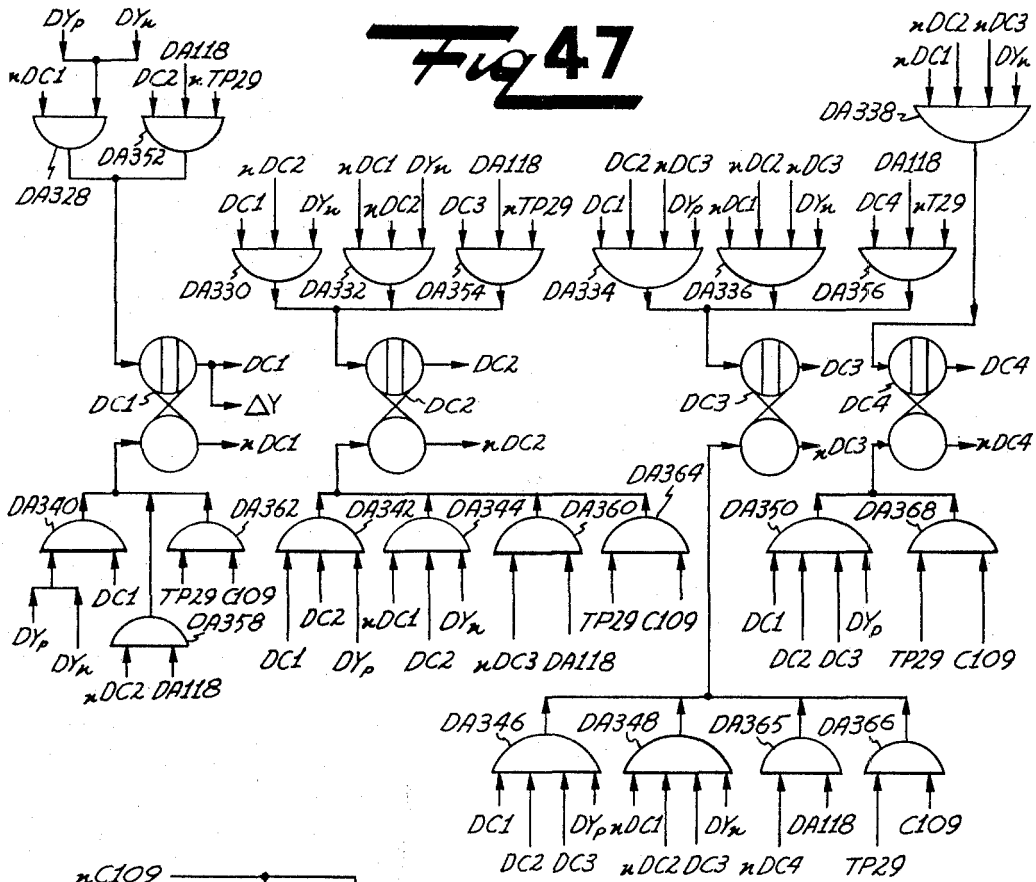 Fig 47
DYp DYn
nDC1 DC2 DA118 n.TP29
DA328 DA352
nDC2 nDC3
nDC1 DYn
DA338
nDC2 nDC1 DYn DA118
DC1 DYn nDC2 DC3 nTP29
DA330 DA332 DA354
DC2 nDC3 nDC2 nDC3 DA118
DC1 DYp nDC1 DYn DC4 nT29
DA334 DA336 DA356
DC1 DC1 ΔY nDC1
DC2 DC2 nDC2
DC3 DC3 nDC3
DC4 DC4 nDC4
DA340 DA362 DA342 DA344 DA360 DA364 DA350 DA368
DYp DYn DC1 TP29 C109
DA358
nDC2 DA118
DC1 DC2 DYp nDC1 DC2 DYn nDC3 DA118 TP29 C109
DC1 DC2 DC3 DYp TP29 C109
DA346 DA348 DA365 DA366
DC1 DYp nDC1 DYn DA118 C109
DC2 DC3 nDC2 DC3 nDC4 TP29
nC109